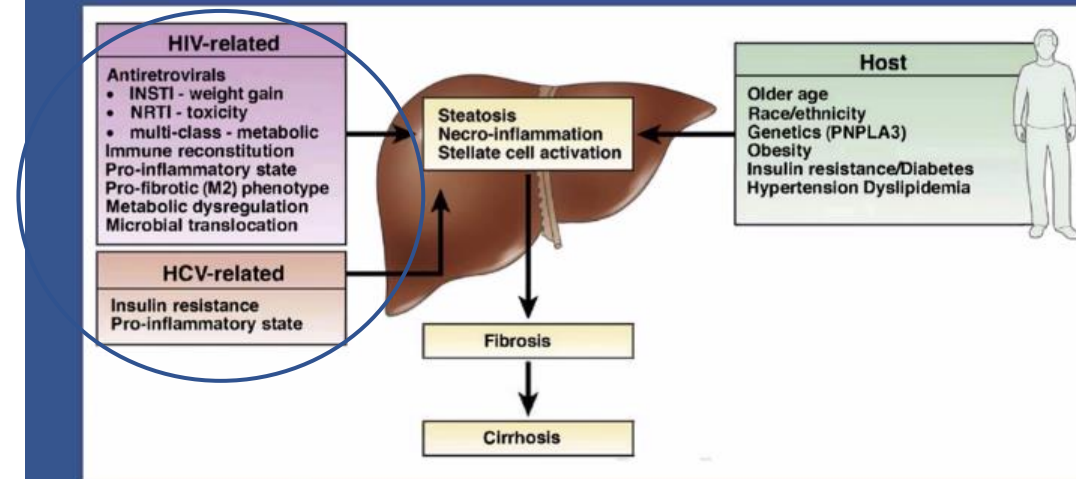 HIV-related
Antiretrovirals
• INSTI - weight gain
• NRTI - toxicity
• multi-class - metabolic
Immune reconstitution
Pro-inflammatory state
Pro-fibrotic (M2) phenotype
Metabolic dysregulation
Microbial translocation
HCV-related
Insulin resistance
Pro-inflammatory state
Steatosis
Necro-inflammation
Stellate cell activation
Fibrosis
Cirrhosis
Host
Older age
Race/ethnicity
Genetics (PNPLA3)
Obesity
Insulin resistance/Diabetes
Hypertension Dyslipidemia